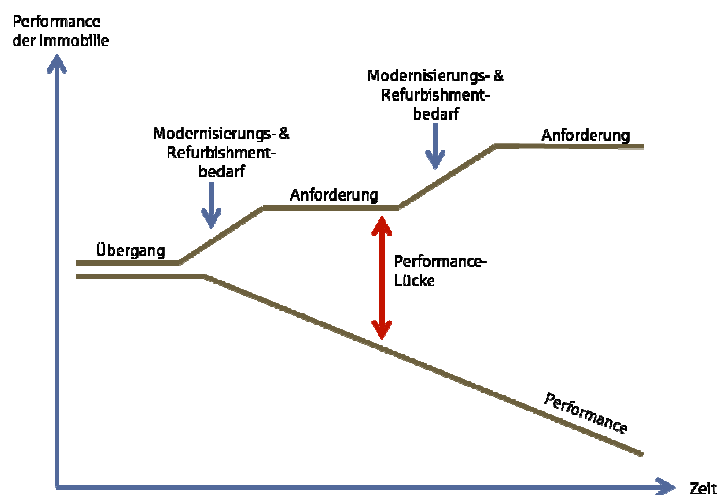 Performance
der Immobilie
Modernisierungs- &
Refurbishment-
bedarf
Anforderung
Modernisierungs- &
Refurbishment-
bedarf
Anforderung
Übergang
Performance-
Lücke
Performance
Zeit